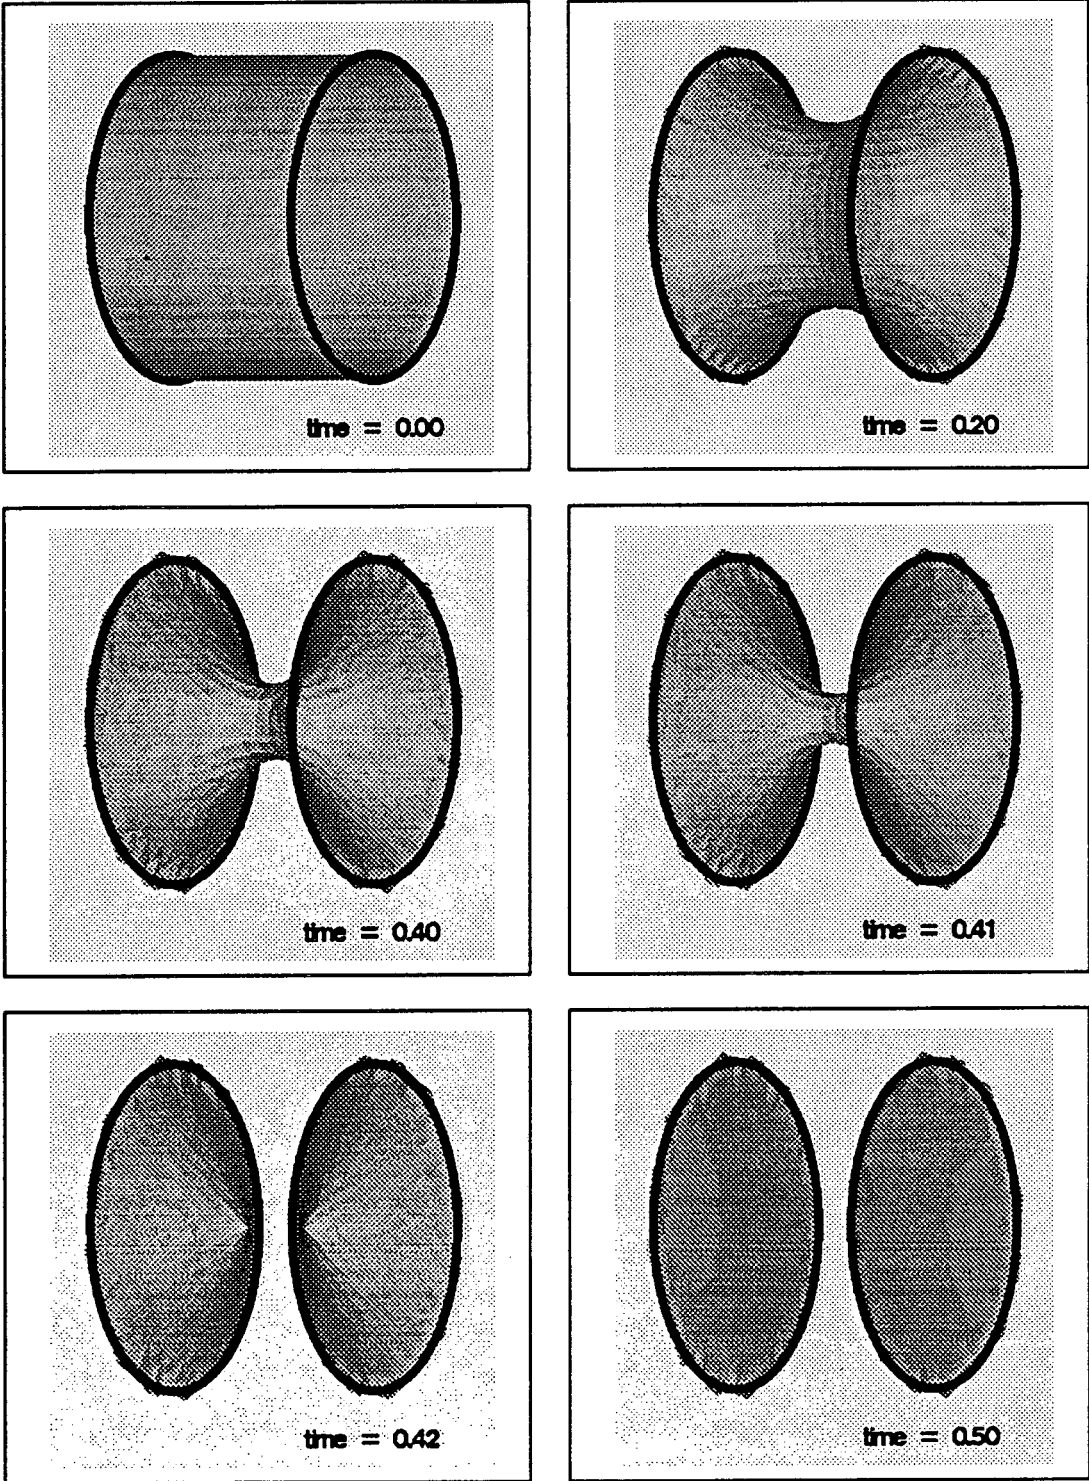 time = 0.00
time = 0.20
time = 0.40
time = 0.41
time = 0.42
time = 0.50